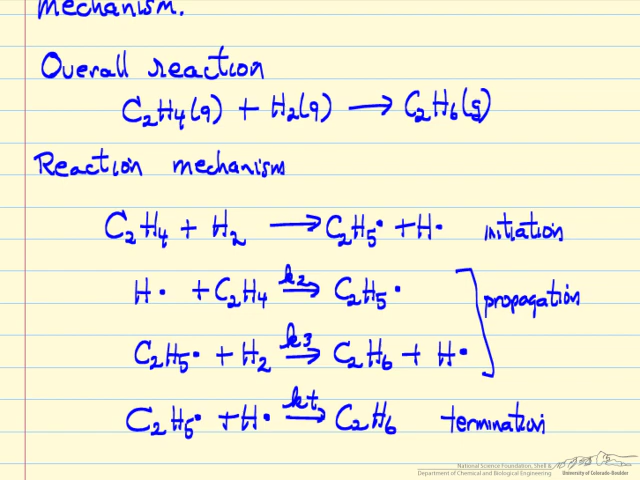 mechanism.
Overall reaction
C₂H₄(g) + H₂(g) → C₂H₆(g)
Reaction mechanism
C₂H₄ + H₂ → C₂H₅• + H• initiation
H• + C₂H₄ k2→ C₂H₅•
propagation
C₂H₅• + H₂ k3→ C₂H₆ + H•
C₂H₅• + H• kt→ C₂H₆ termination
National Science Foundation, Shell &
Department of Chemical and Biological Engineering
University of Colorado-Boulder